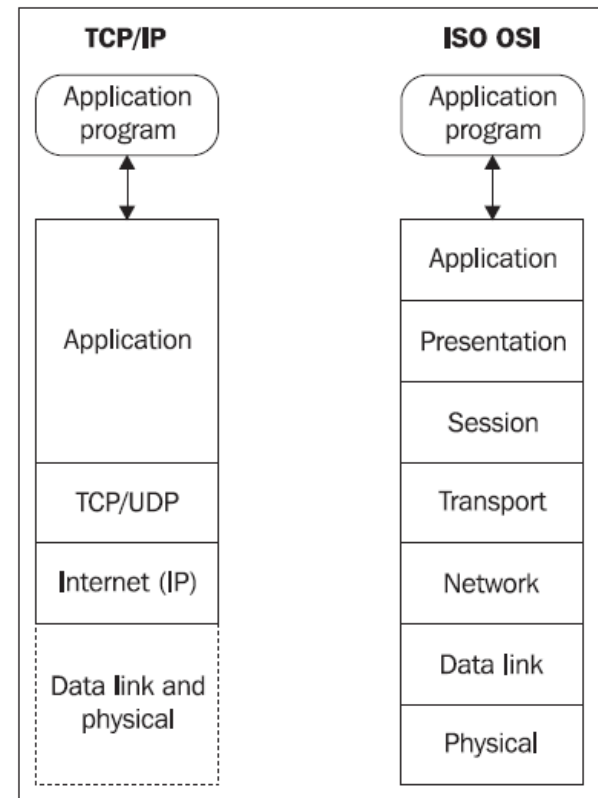 TCP/IP
Application
program
Application
TCP/UDP
Internet (IP)
Data link and
physical
ISO OSI
Application
program
Application
Presentation
Session
Transport
Network
Data link
Physical